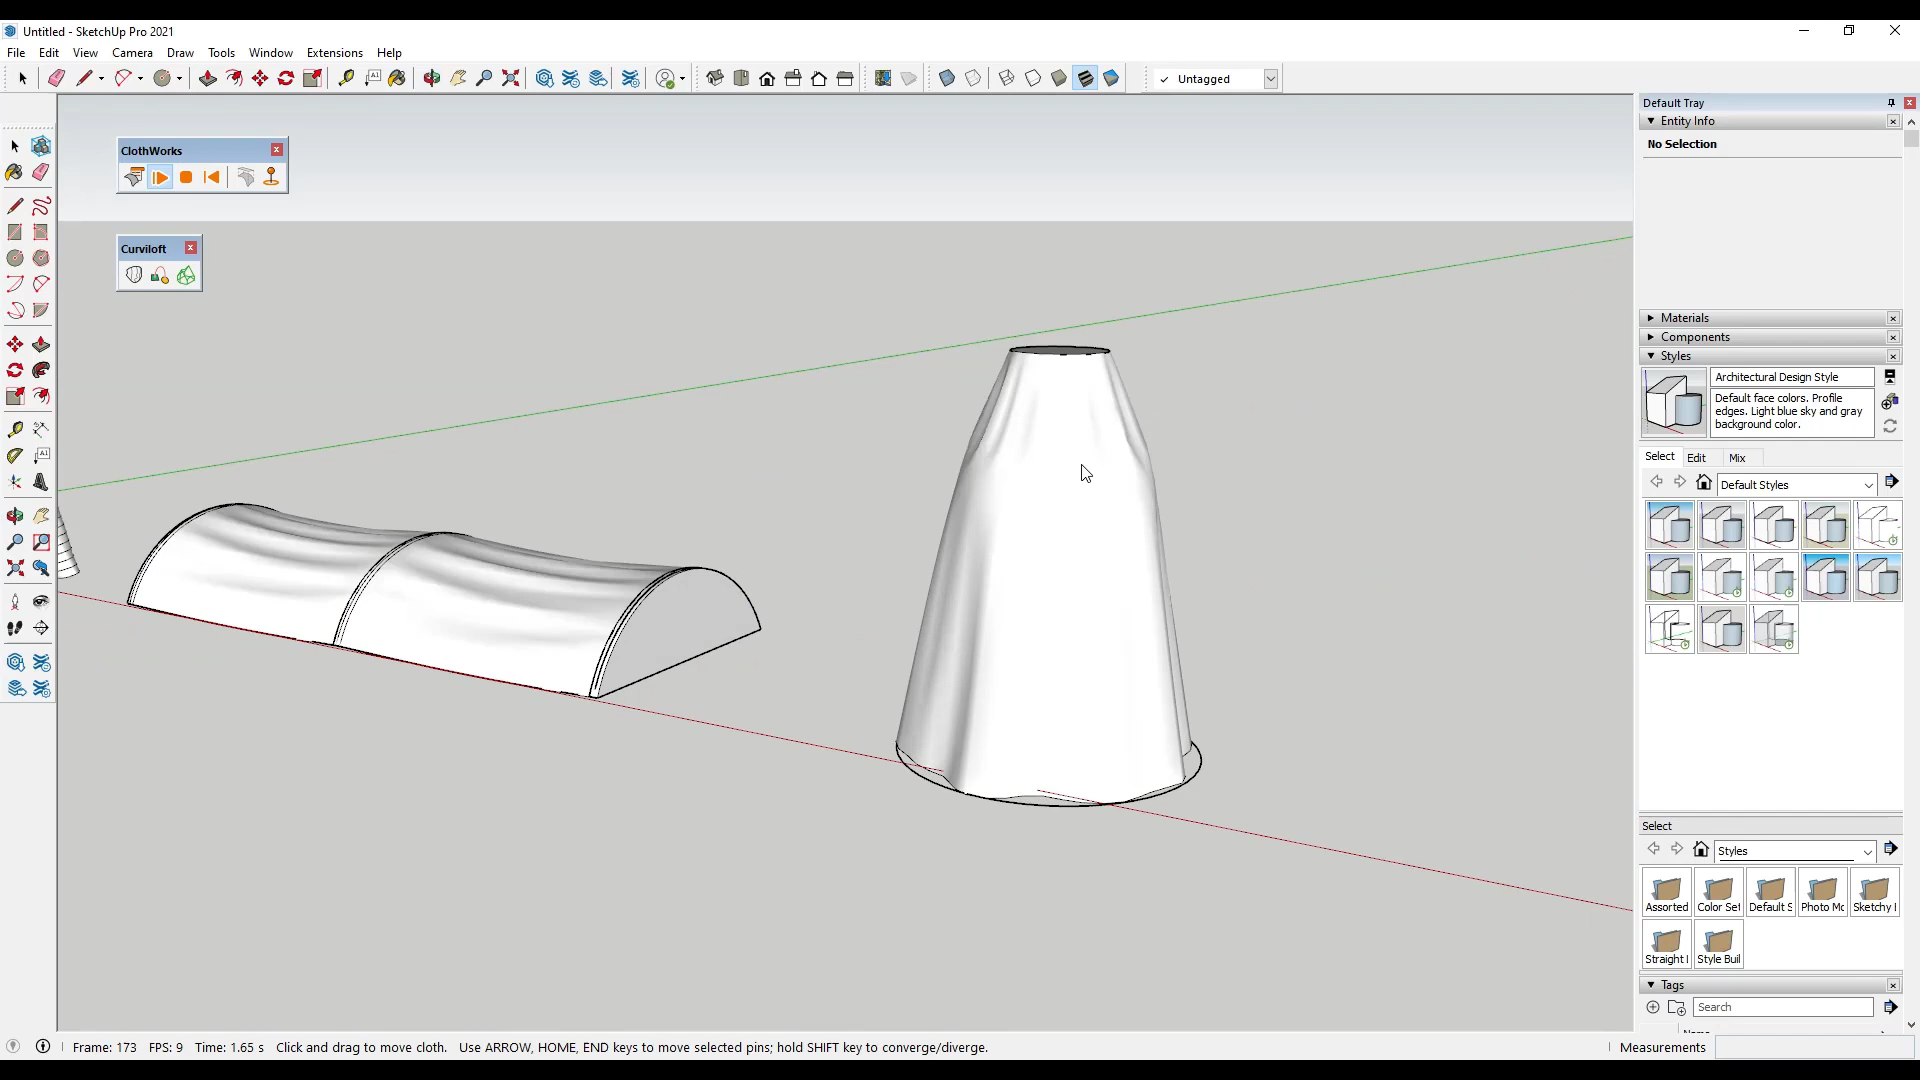 Untitled - SketchUp Pro 2021
File Edit View Camera Draw Tools Window Extensions Help
Untagged
Default Tray
Entity Info
No Selection
ClothWorks
Curviloft
Materials
Components
Styles
Architectural Design Style
Default face colors. Profile
edges. Light blue sky and gray
background color.
Select Edit Mix
Default Styles
Select
Styles
Assorted Color Set Default S Photo Mo Sketchy
Straight Style Buil
Tags
Search
Frame: 173 FPS: 9 Time: 1.65 s Click and drag to move cloth. Use ARROW, HOME, END keys to move selected pins; hold SHIFT key to converge/diverge.
Measurements